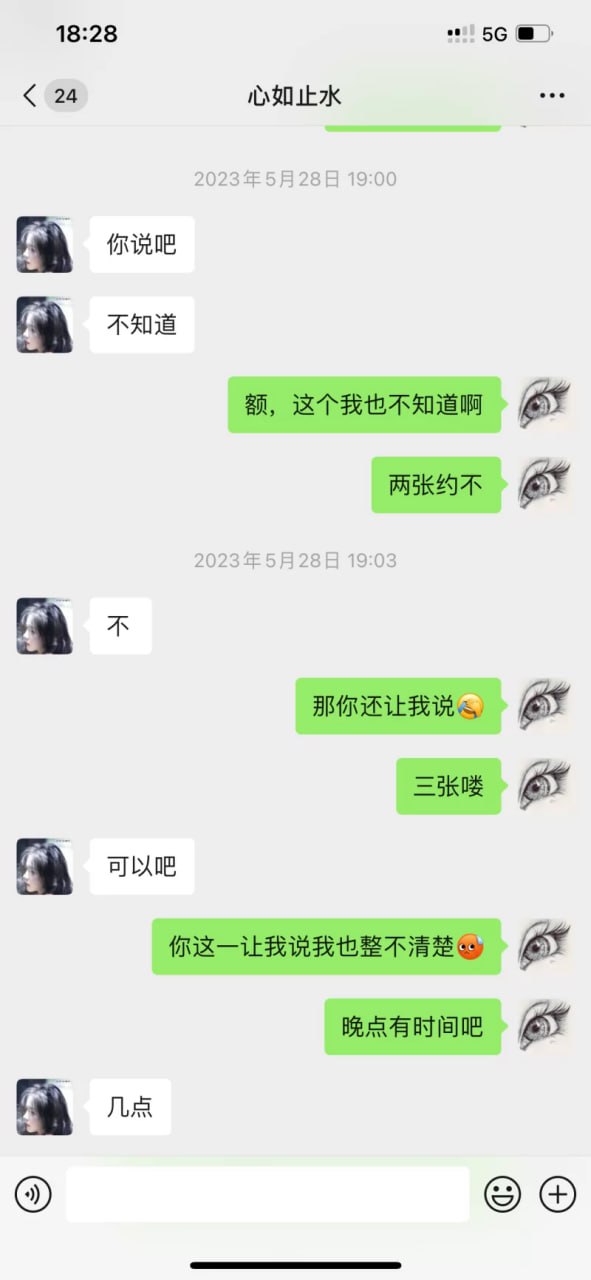 18:28
5G
24
心如止水
2023年5月28日 19:00
你说吧
不知道
额，这个我也不知道啊
两张约不
2023年5月28日 19:03
不
那你还让我说😂
三张喽
可以吧
你这一让我说我也整不清楚
晚点有时间吧
几点